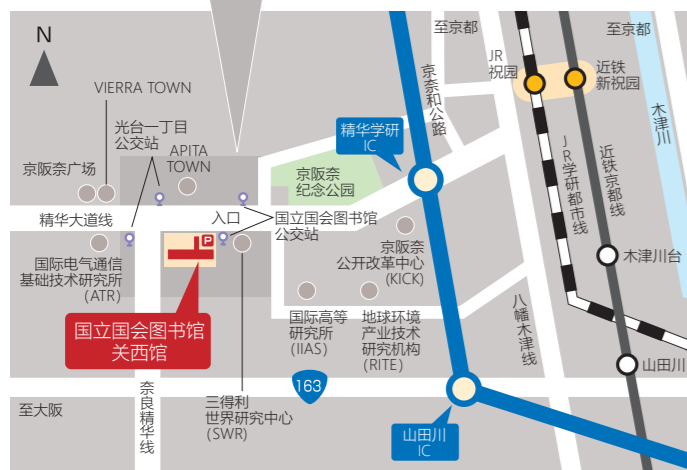 N
至京都
至京都
JR
祝园
近铁
新祝园
VIERRA TOWN
光台一丁目
公交站
APITA
TOWN
京阪奈广场
京奈和公路
精华学研
IC
木津川
京阪奈
纪念公园
JR学研都市线
近铁京都线
精华大道线
入口
P
国立国会图书馆
公交站
京阪奈
公开改革中心
(KICK)
木津川台
国际电气通信
基础技术研究所
(ATR)
国立国会图书馆
关西馆
国际高等
研究所
(IIAS)
地球环境
产业技术
研究机构
(RITE)
八幡木津线
山田川
163
至大阪
奈良精华线
三得利
世界研究中心
(SWR)
山田川
IC